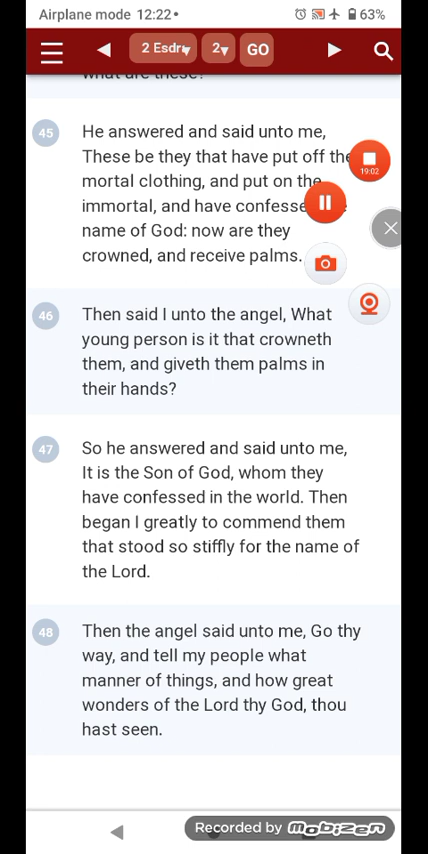 Airplane mode 12:22 • 63%
2 Esdr 2 GO
what are these?
45 He answered and said unto me,
These be they that have put off the
19:02
mortal clothing, and put on the
immortal, and have confesse
name of God: now are they
crowned, and receive palms.
46 Then said I unto the angel, What
young person is it that crowneth
them, and giveth them palms in
their hands?
47 So he answered and said unto me,
It is the Son of God, whom they
have confessed in the world. Then
began I greatly to commend them
that stood so stiffly for the name of
the Lord.
48 Then the angel said unto me, Go thy
way, and tell my people what
manner of things, and how great
wonders of the Lord thy God, thou
hast seen.
Recorded by Mobizen